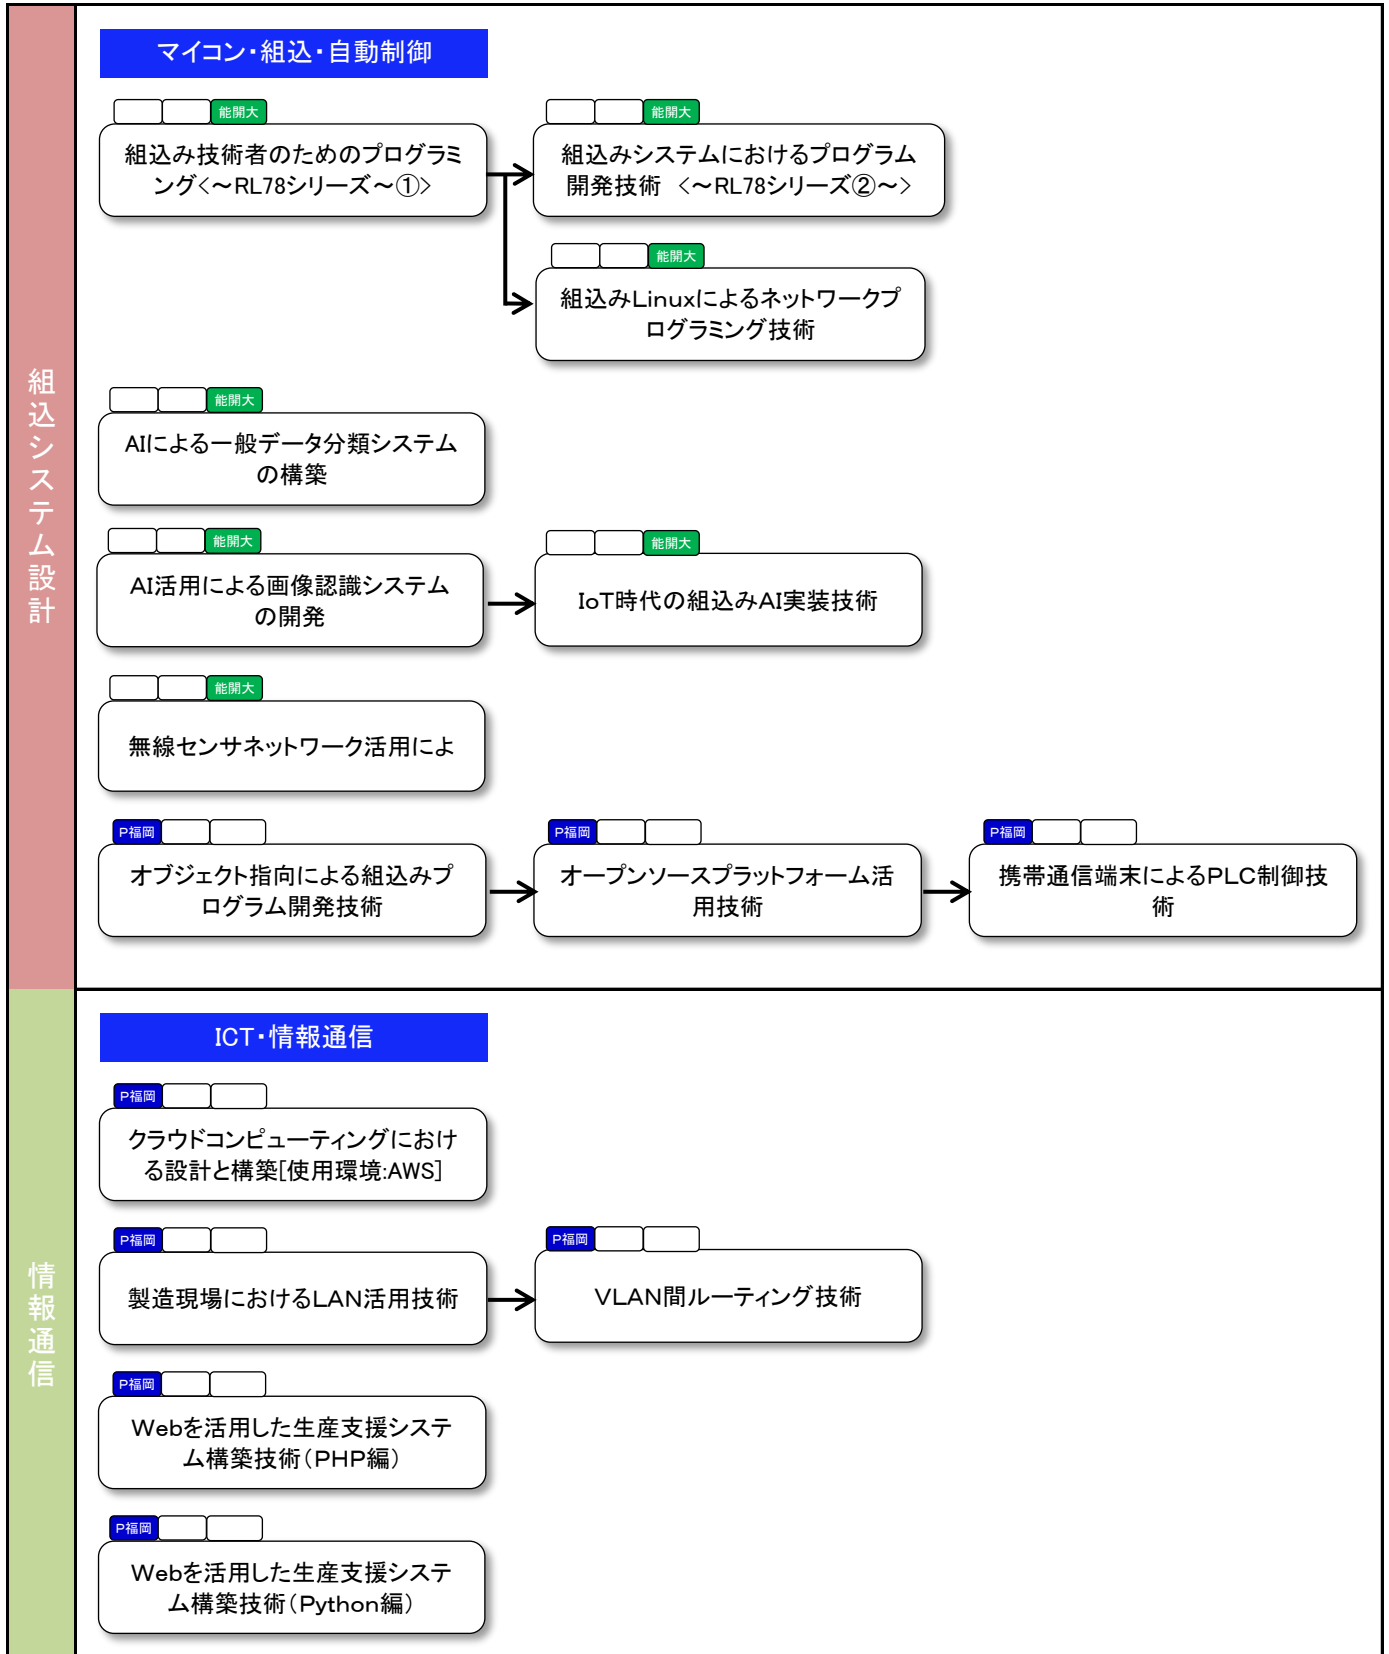 組込システム設計
マイコン・組込・自動制御
能開大
組込み技術者のためのプログラミ
ング<～RL78シリーズ～①>
能開大
組込みシステムにおけるプログラム
開発技術　<～RL78シリーズ②～>
能開大
組込みLinuxによるネットワークプ
ログラミング技術
能開大
AIによる一般データ分類システム
の構築
能開大
AI活用による画像認識システム
の開発
能開大
IoT時代の組込みAI実装技術
能開大
無線センサネットワーク活用によ
P福岡
オブジェクト指向による組込みプ
ログラム開発技術
P福岡
オープンソースプラットフォーム活
用技術
P福岡
携帯通信端末によるPLC制御技
術
情報通信
ICT・情報通信
P福岡
クラウドコンピューティングにおけ
る設計と構築[使用環境:AWS]
P福岡
製造現場におけるLAN活用技術
P福岡
VLAN間ルーティング技術
P福岡
Webを活用した生産支援システ
ム構築技術（PHP編）
P福岡
Webを活用した生産支援システ
ム構築技術（Python編）